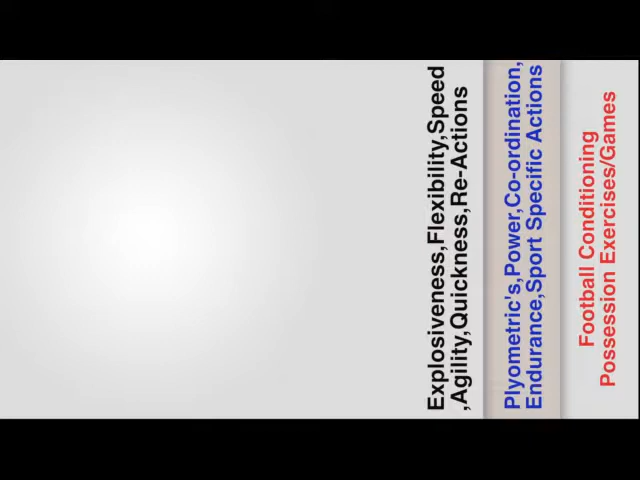 Explosiveness,Flexibility,Speed
,Agility,Quickness,Re-Actions
Plyometric's,Power,Co-ordination,
Endurance,Sport Specific Actions
Football Conditioning
Possession Exercises/Games